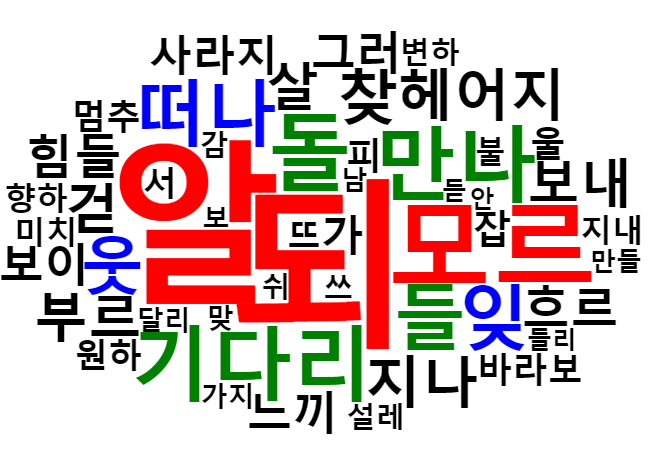 사라지
그러
변하
살
찾
헤어지
멈추
떠나
돌
힘들
감
피
만나
불
울
알
서
남
듣
안
보내
향하
걷
되
보
모르
잡
지내
미치
뜨가
보이
웃
만들
쉬
쓰
들
잊
흐르
부르
달리
맞
틀리
원하
기다리
지나
바라보
가지
느끼
설레